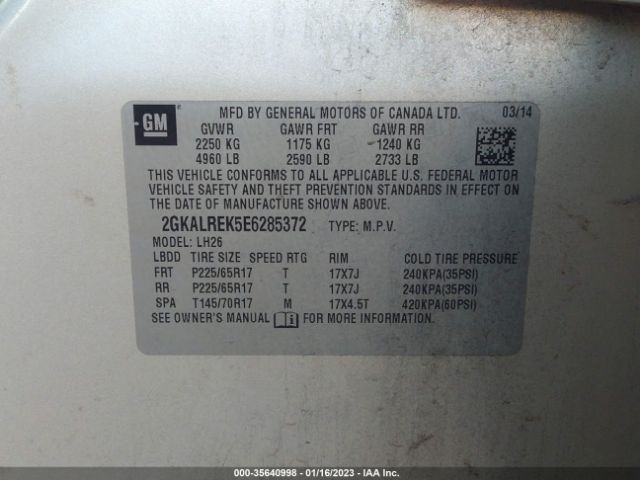 GM
MFD BY GENERAL MOTORS OF CANADA LTD. 03/14
GVWR GAWR FRT GAWR RR
2250 KG 1175 KG 1240 KG
4960 LB 2590 LB 2733 LB
THIS VEHICLE CONFORMS TO ALL APPLICABLE U.S. FEDERAL MOTOR
VEHICLE SAFETY AND THEFT PREVENTION STANDARDS IN EFFECT ON
THE DATE OF MANUFACTURE SHOWN ABOVE.
2GKALREK5E6285372 TYPE: M.P.V.
MODEL: LH26
LBDD TIRE SIZE SPEED RTG RIM COLD TIRE PRESSURE
FRT P225/65R17 T 17X7J 240KPA(35PSI)
RR P225/65R17 T 17X7J 240KPA(35PSI)
SPA T145/70R17 M 17X4.5T 420KPA(60PSI)
SEE OWNER'S MANUAL FOR MORE INFORMATION.
000-35640998 - 01/16/2023 - IAA Inc.